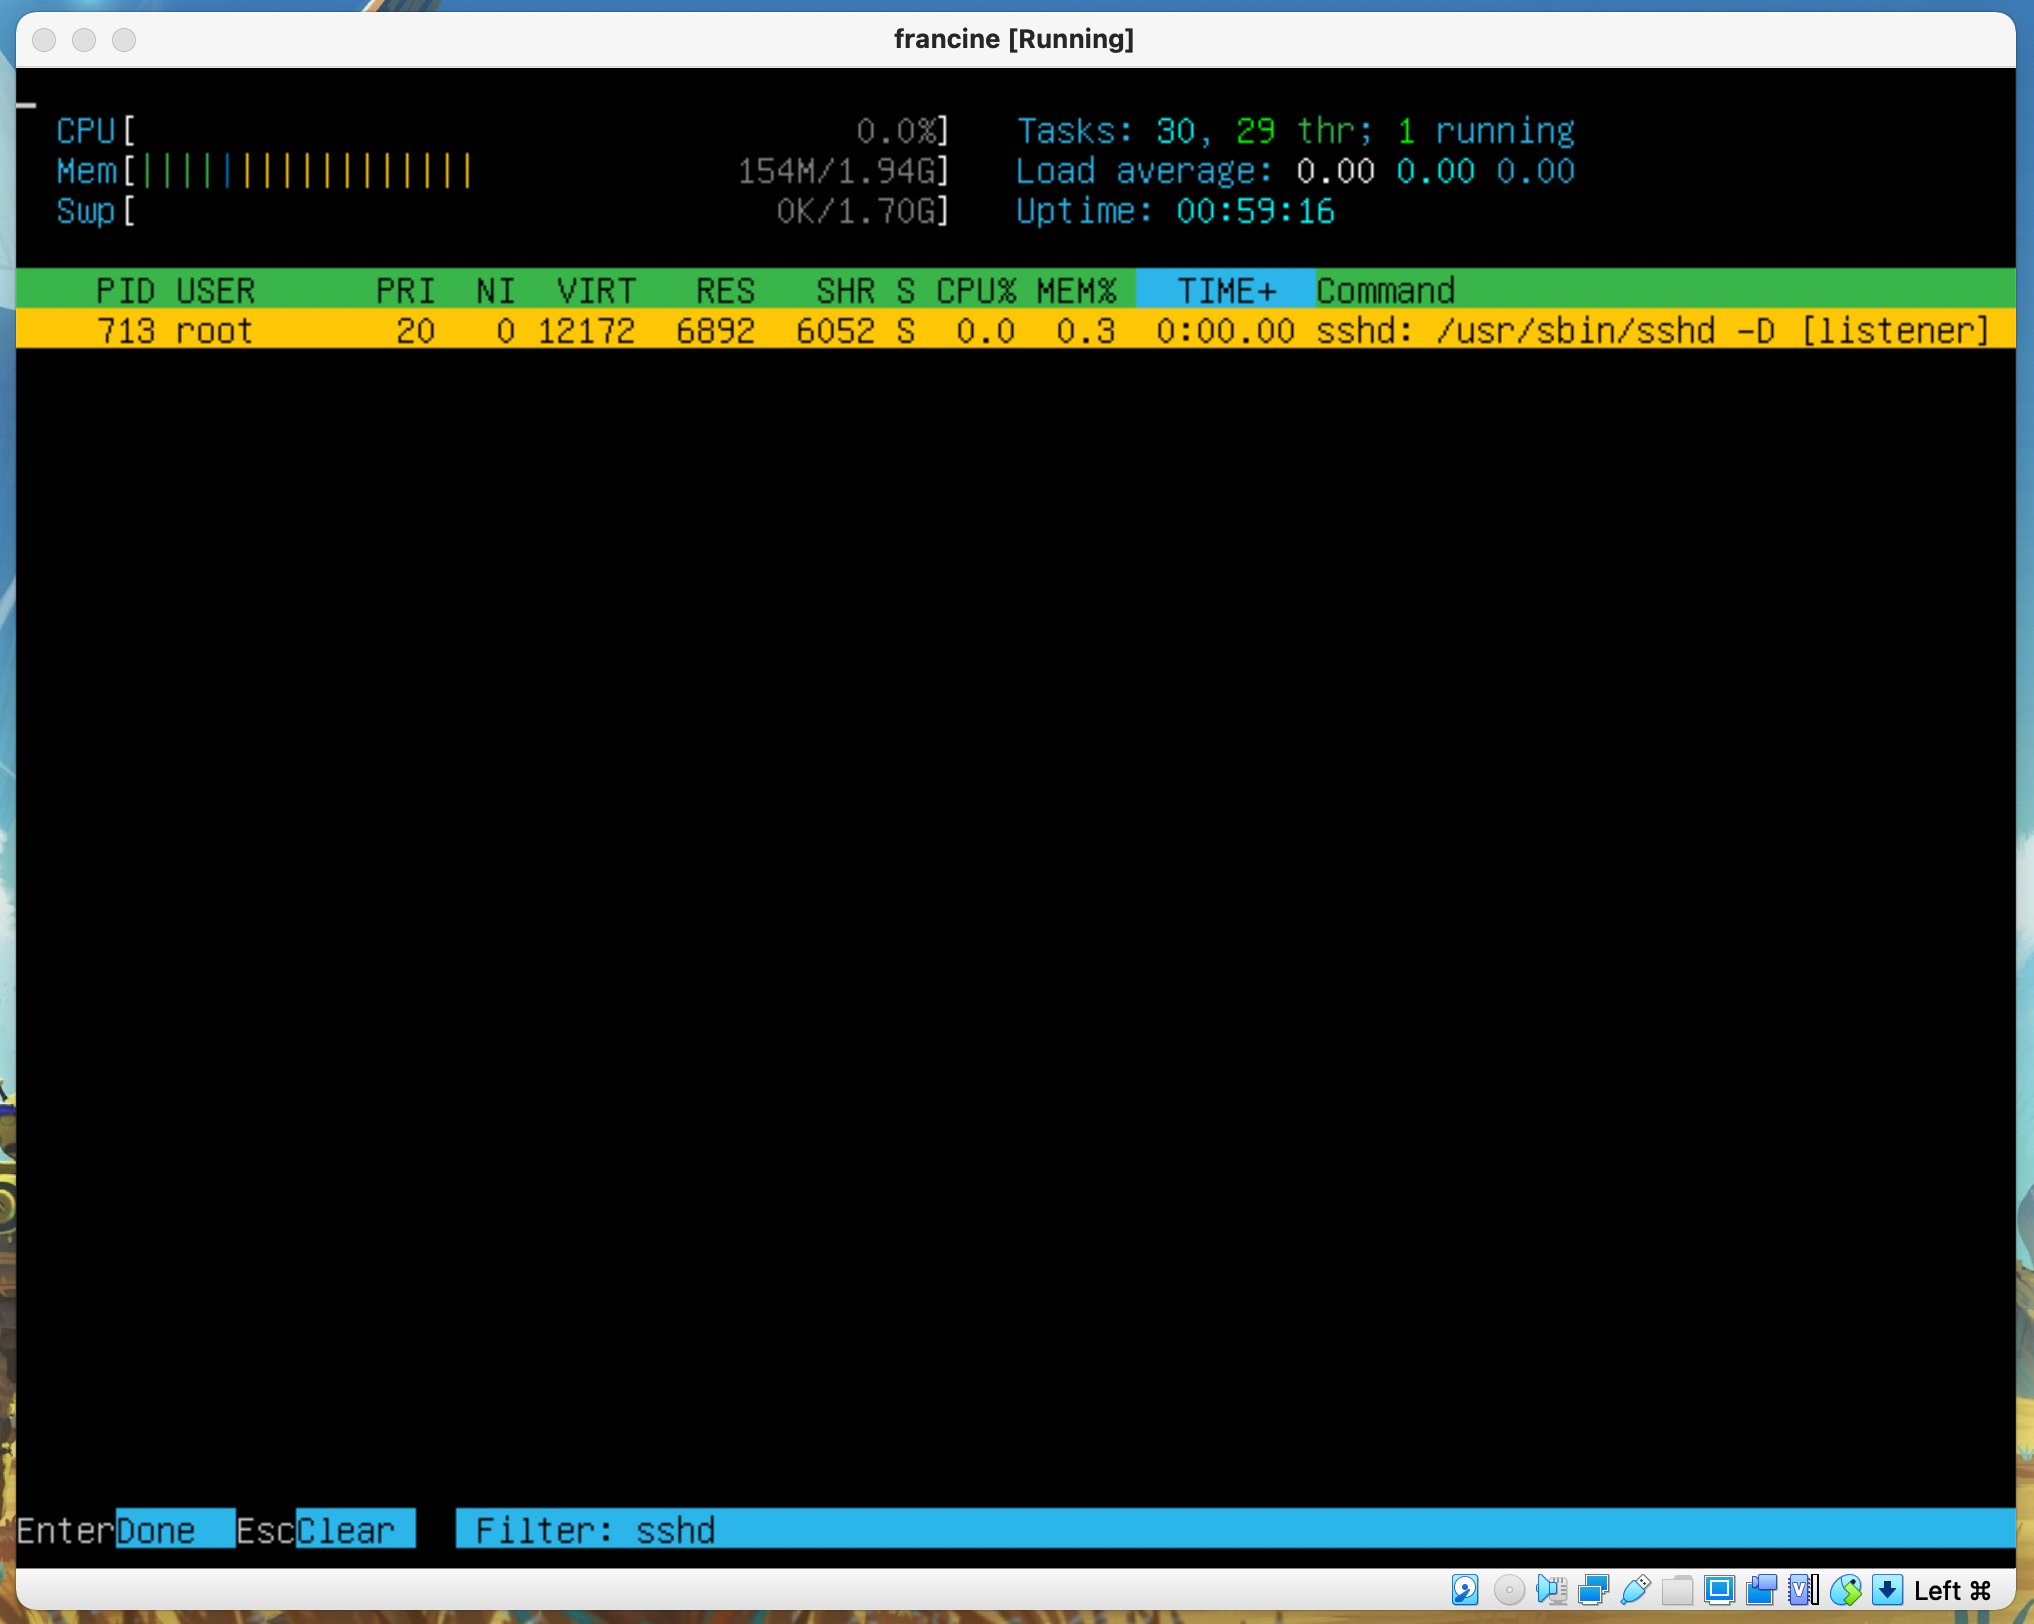 francine [Running]
CPU[ 0.0%] Tasks: 30, 29 thr; 1 running
Mem[|||||||||||||||||154M/1.94G] Load average: 0.00 0.00 0.00
Swp[ 0K/1.70G] Uptime: 00:59:16
PID USER PRI NI VIRT RES SHR S CPU% MEM% TIME+ Command
713 root 20 0 12172 6892 6052 S 0.0 0.3 0:00.00 sshd: /usr/sbin/sshd -D [listener]
EnterDone EscClear Filter: sshd
Left ⌘